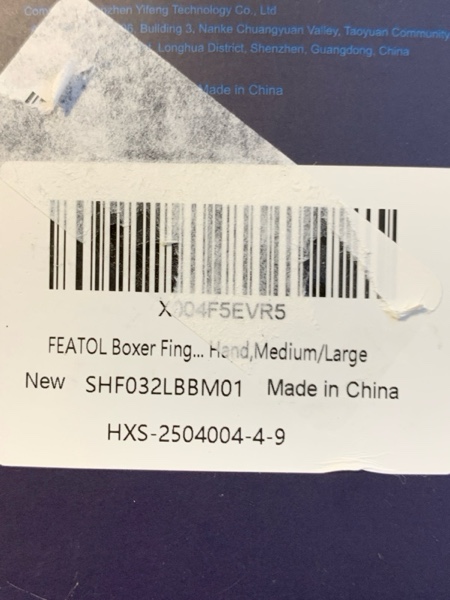 Yifeng Technology Co., Ltd
Building 3, Nanke Chuangyuan Valley, Taoyuan Community
Longhua District, Shenzhen, Guangdong, China
Made in China
X004F5EVR5
FEATOL Boxer Fing... Hand,Medium/Large
New SHF032LBBM01 Made in China
HXS-2504004-4-9